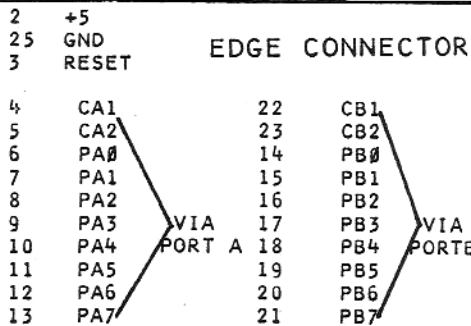 2 +5
25 GND
3 RESET
EDGE CONNECTOR
4 CA1 22 CB1
5 CA2 23 CB2
6 PAØ 14 PBØ
7 PA1 15 PB1
8 PA2 16 PB2
9 PA3 VIA 17 PB3 VIA
10 PA4 PORT A 18 PB4 PORTE
11 PA5 19 PB5
12 PA6 20 PB6
13 PA7 21 PB7